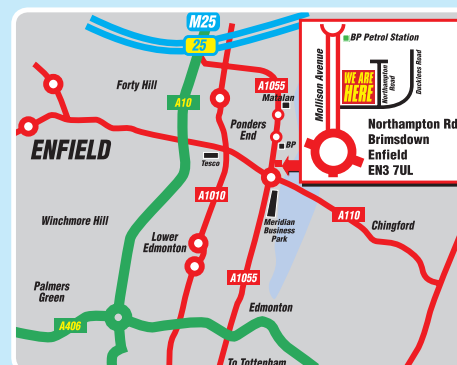 M25
25
Forty Hill
A1055
Matalan
A10
Ponders
End
BP
ENFIELD
Tesco
A1010
Winchmore Hill
Meridian
Business
Park
A110
Chingford
Lower
Edmonton
A1055
Palmers
Green
Edmonton
A406
To Tottenham
BP Petrol Station
Mollison Avenue
WE ARE
HERE
Northampton
Road
Ducklees Road
Northampton Rd
Brimsdown
Enfield
EN3 7UL